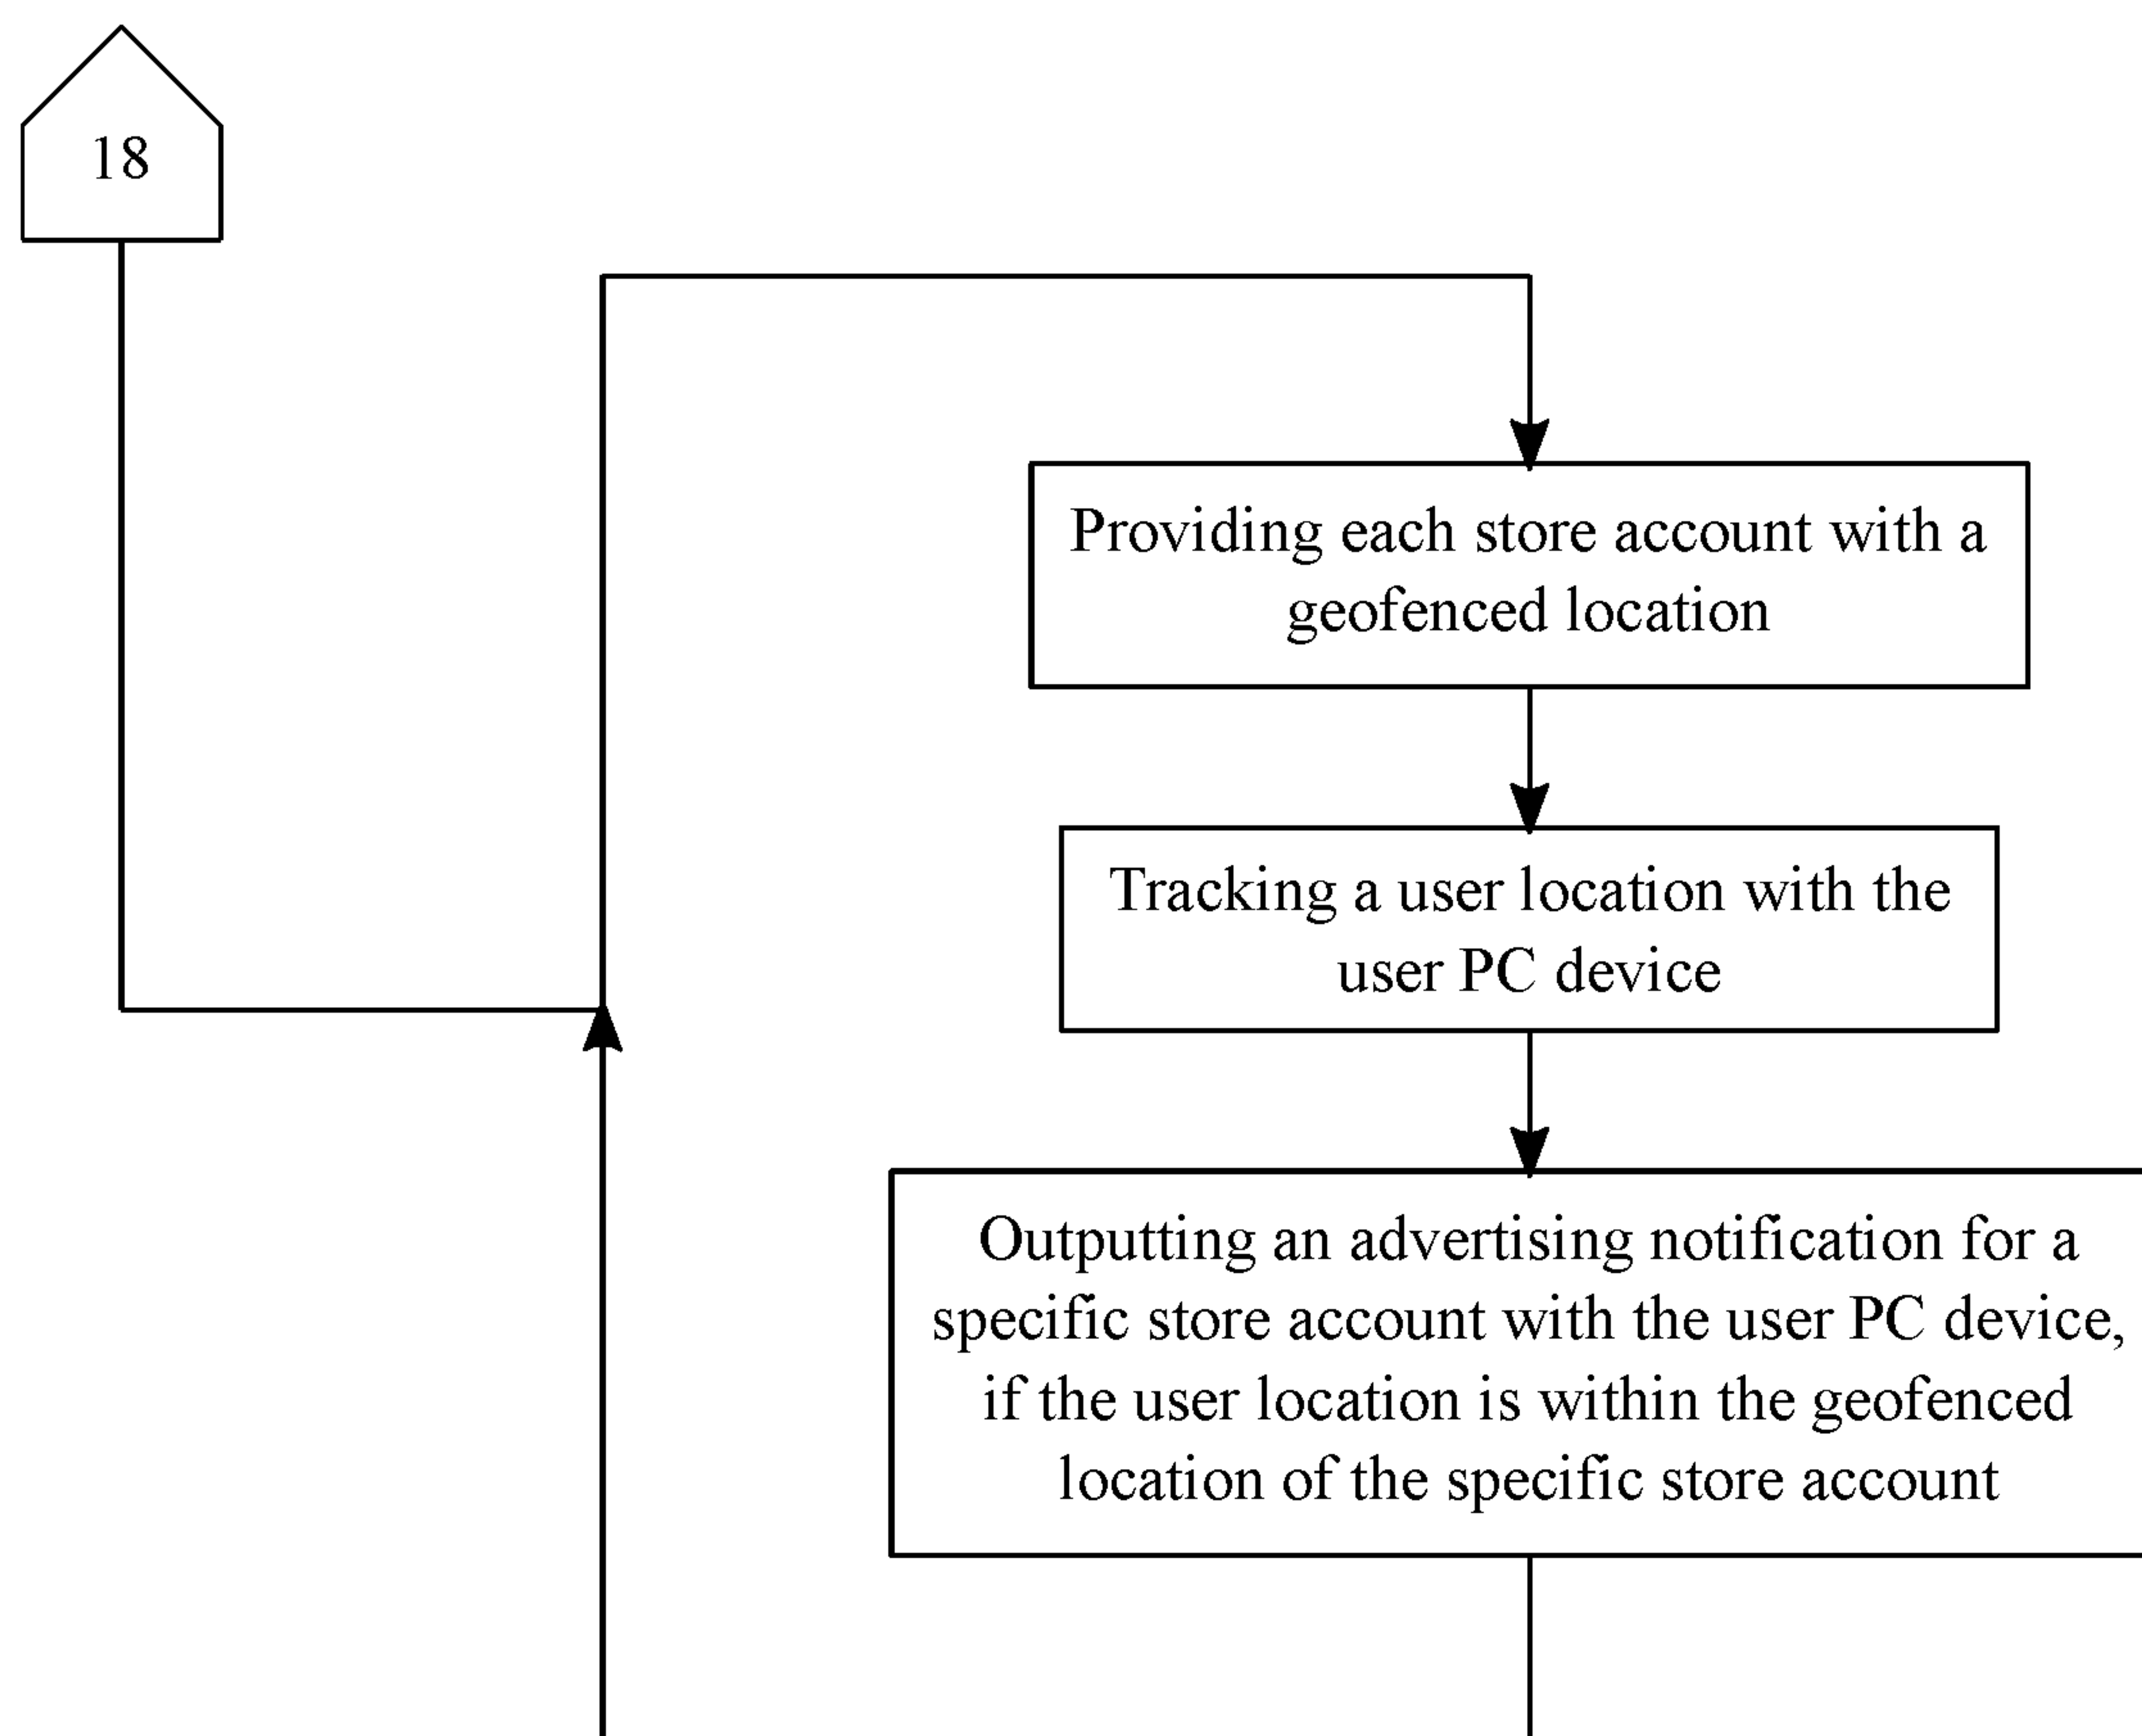 18
Providing each store account with a
geofenced location
Tracking a user location with the
user PC device
Outputting an advertising notification for a
specific store account with the user PC device,
if the user location is within the geofenced
location of the specific store account